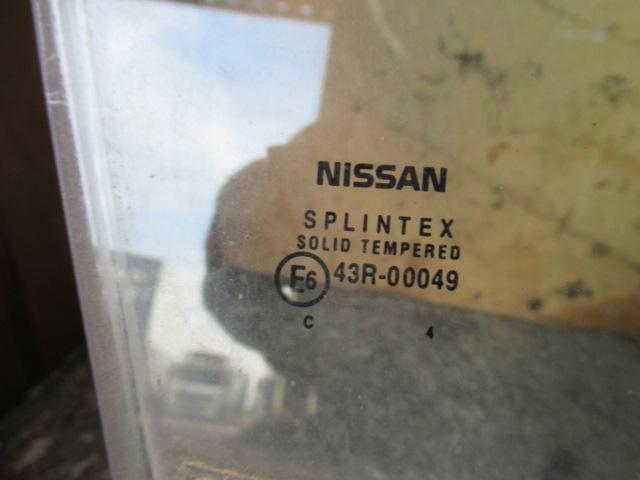 NISSAN
SPLINTEX
SOLID TEMPERED
E6 43R-00049
C 4